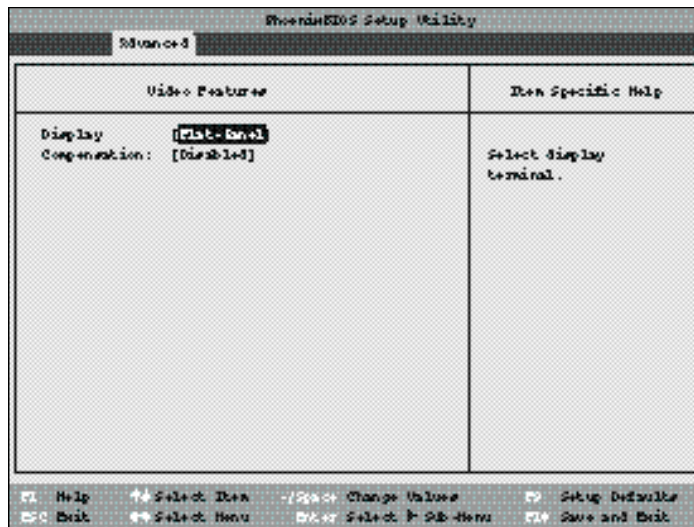 PhoenixBIOS Setup Utility
Advanced
Video Features
Item Specific Help
Display [Flat-Panel]
Compensation: [Disabled]
Select display
terminal.
F1 Help ↑↓ Select Item -/Space Change Values F9 Setup Defaults
ESC Exit ←→ Select Menu Enter Select ▶ Sub-Menu F10 Save and Exit